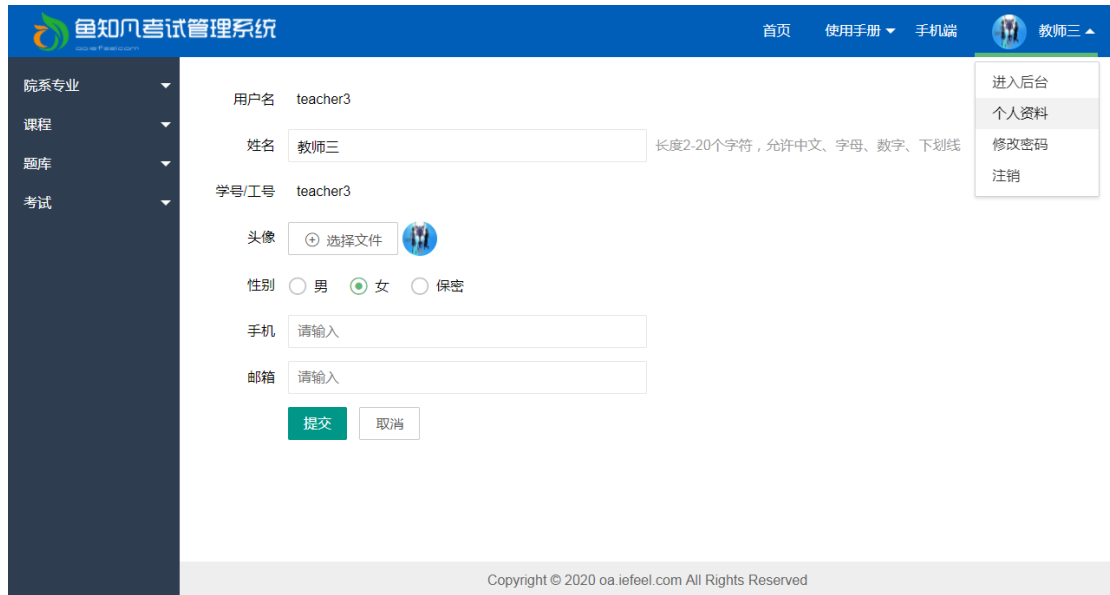 鱼知凡考试管理系统
oa.iefeel.com
首页 使用手册 手机端 教师三
进入后台
个人资料
修改密码
注销
院系专业
课程
题库
考试
用户名 teacher3
姓名 教师三 长度2-20个字符，允许中文、字母、数字、下划线
学号/工号 teacher3
头像 选择文件
性别 男 女 保密
手机 请输入
邮箱 请输入
提交 取消
Copyright © 2020 oa.iefeel.com All Rights Reserved